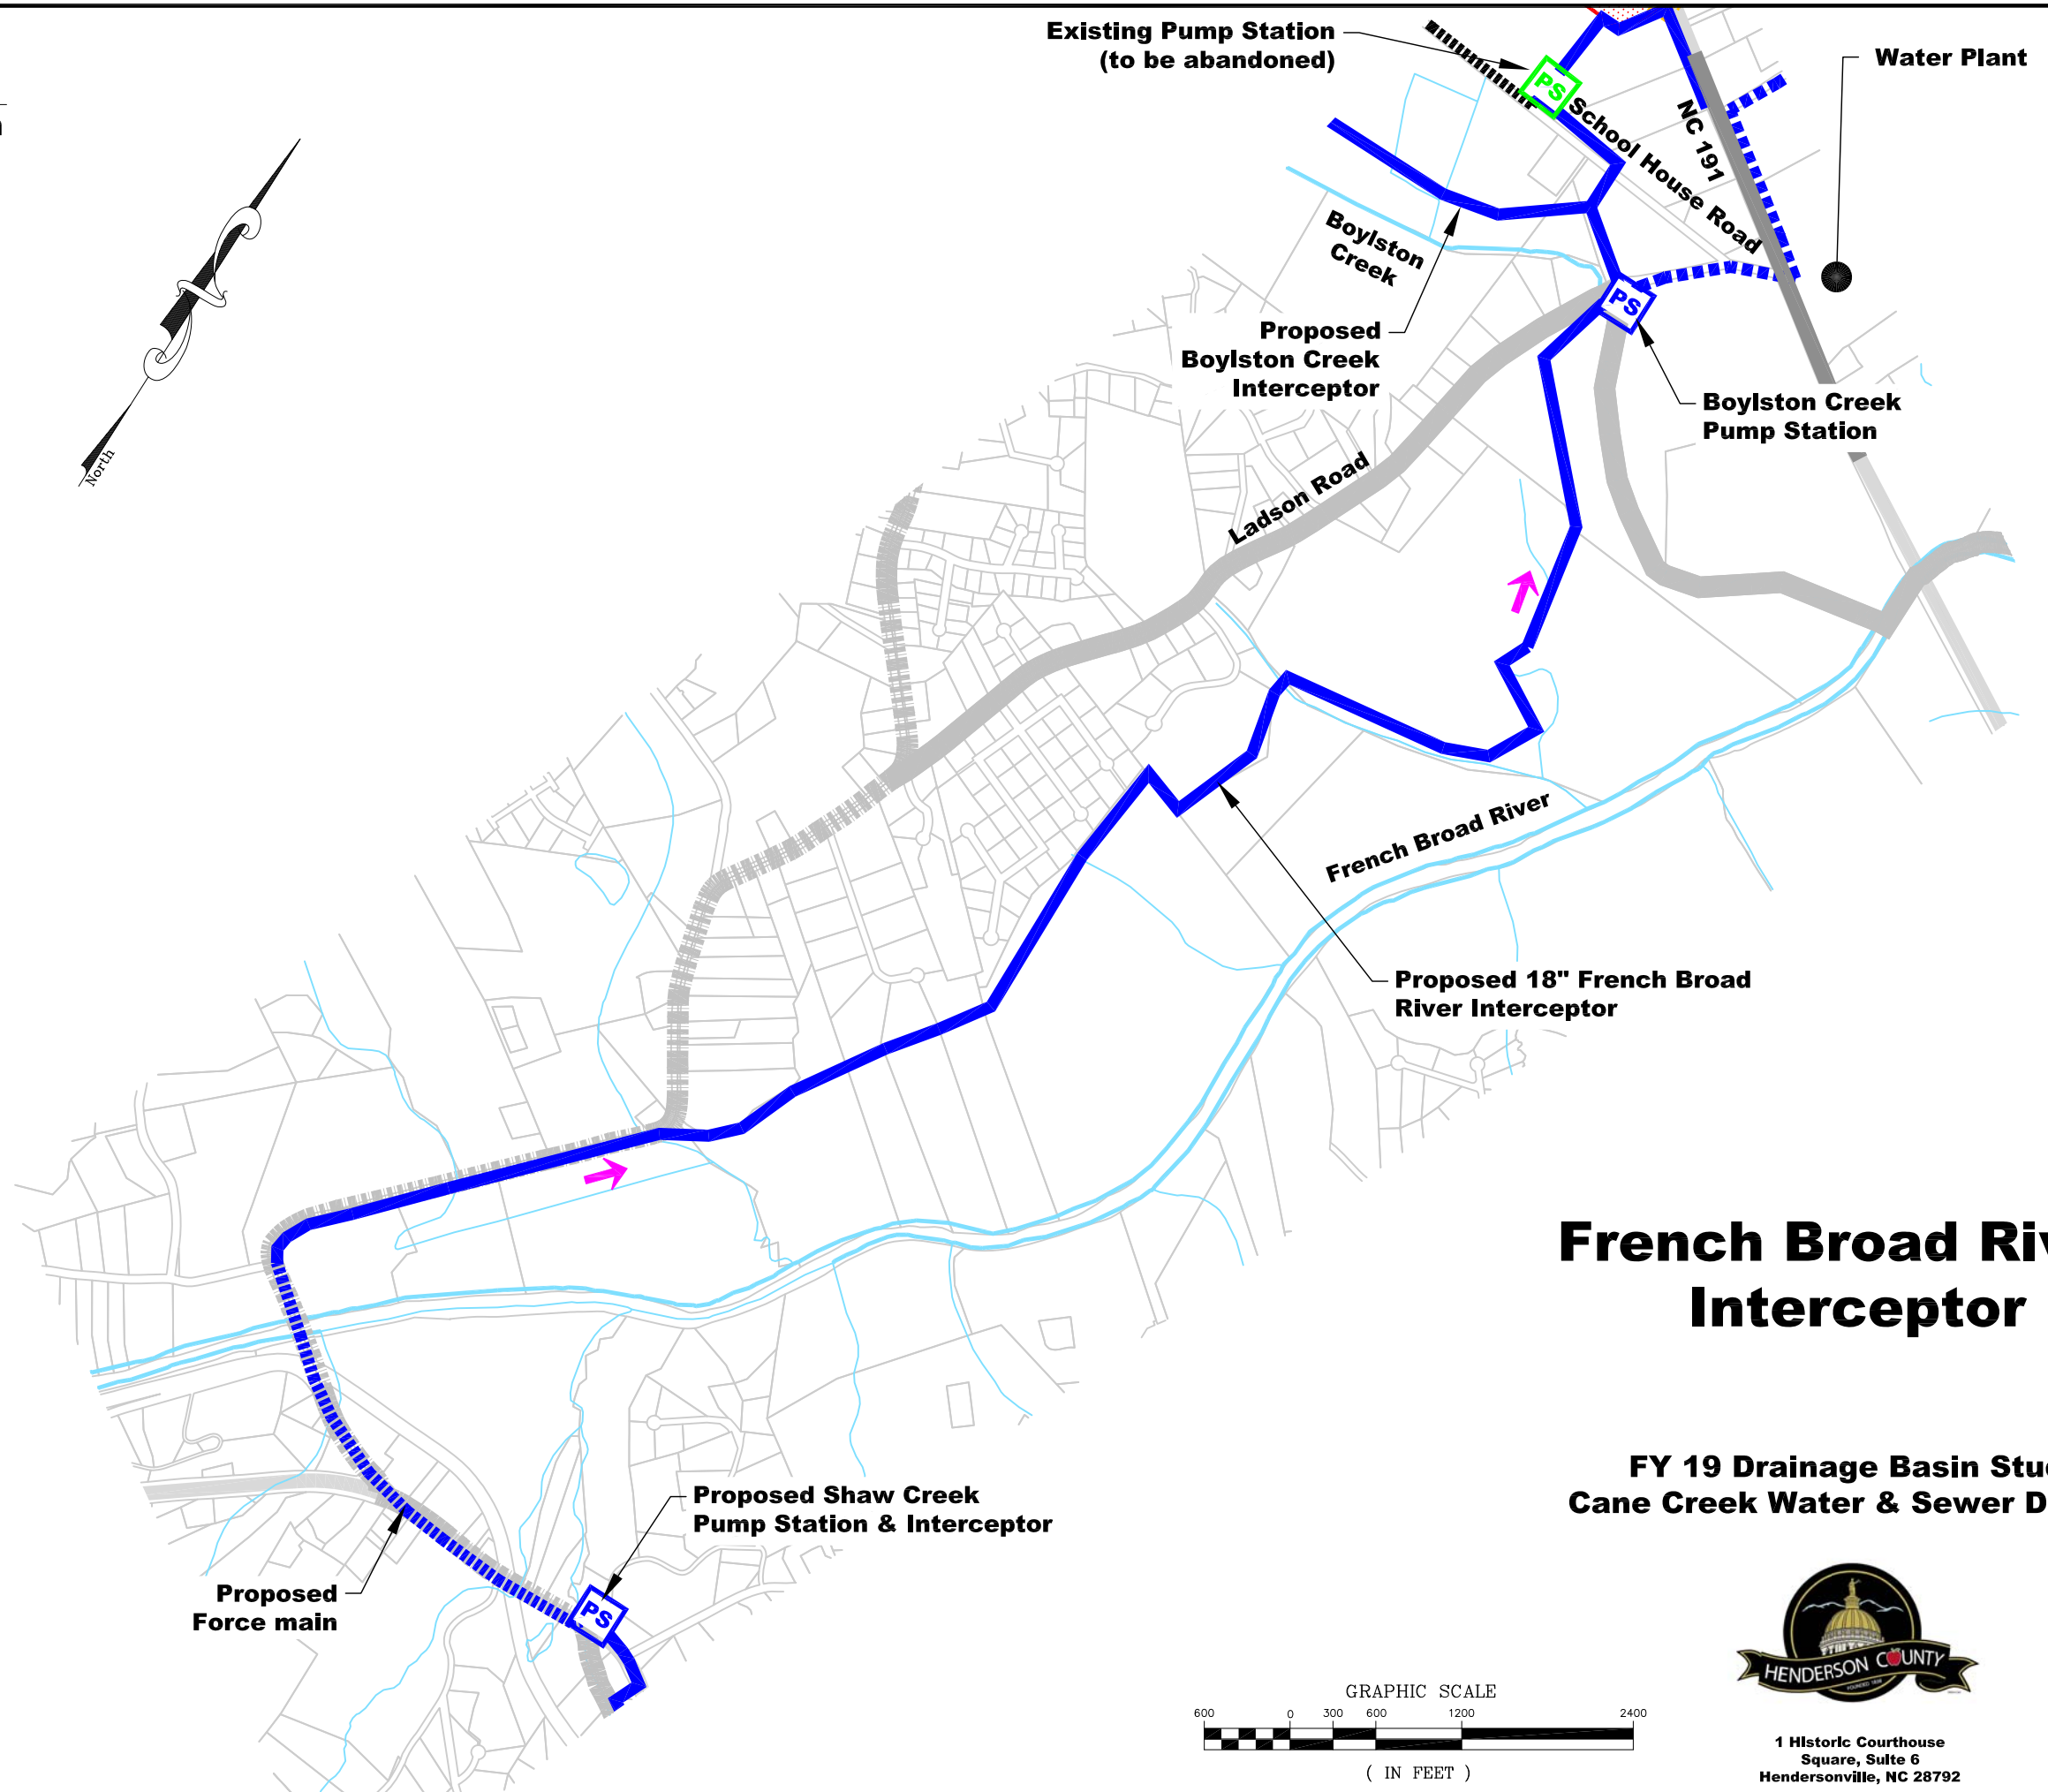 Existing Pump Station
(to be abandoned)
Water Plant
PS
School House Road
NC 191
Boylston
Creek
PS
Proposed
Boylston Creek
Interceptor
Boylston Creek
Pump Station
North
Ladson Road
French Broad River
Proposed 18" French Broad
River Interceptor
French Broad Riv
Interceptor
FY 19 Drainage Basin Stu
Cane Creek Water & Sewer D
Proposed Shaw Creek
Pump Station & Interceptor
Proposed
Force main
PS
HENDERSON COUNTY
GRAPHIC SCALE
600 0 300 600 1200 2400
( IN FEET )
1 Historic Courthouse
Square, Suite 6
Hendersonville, NC 28792